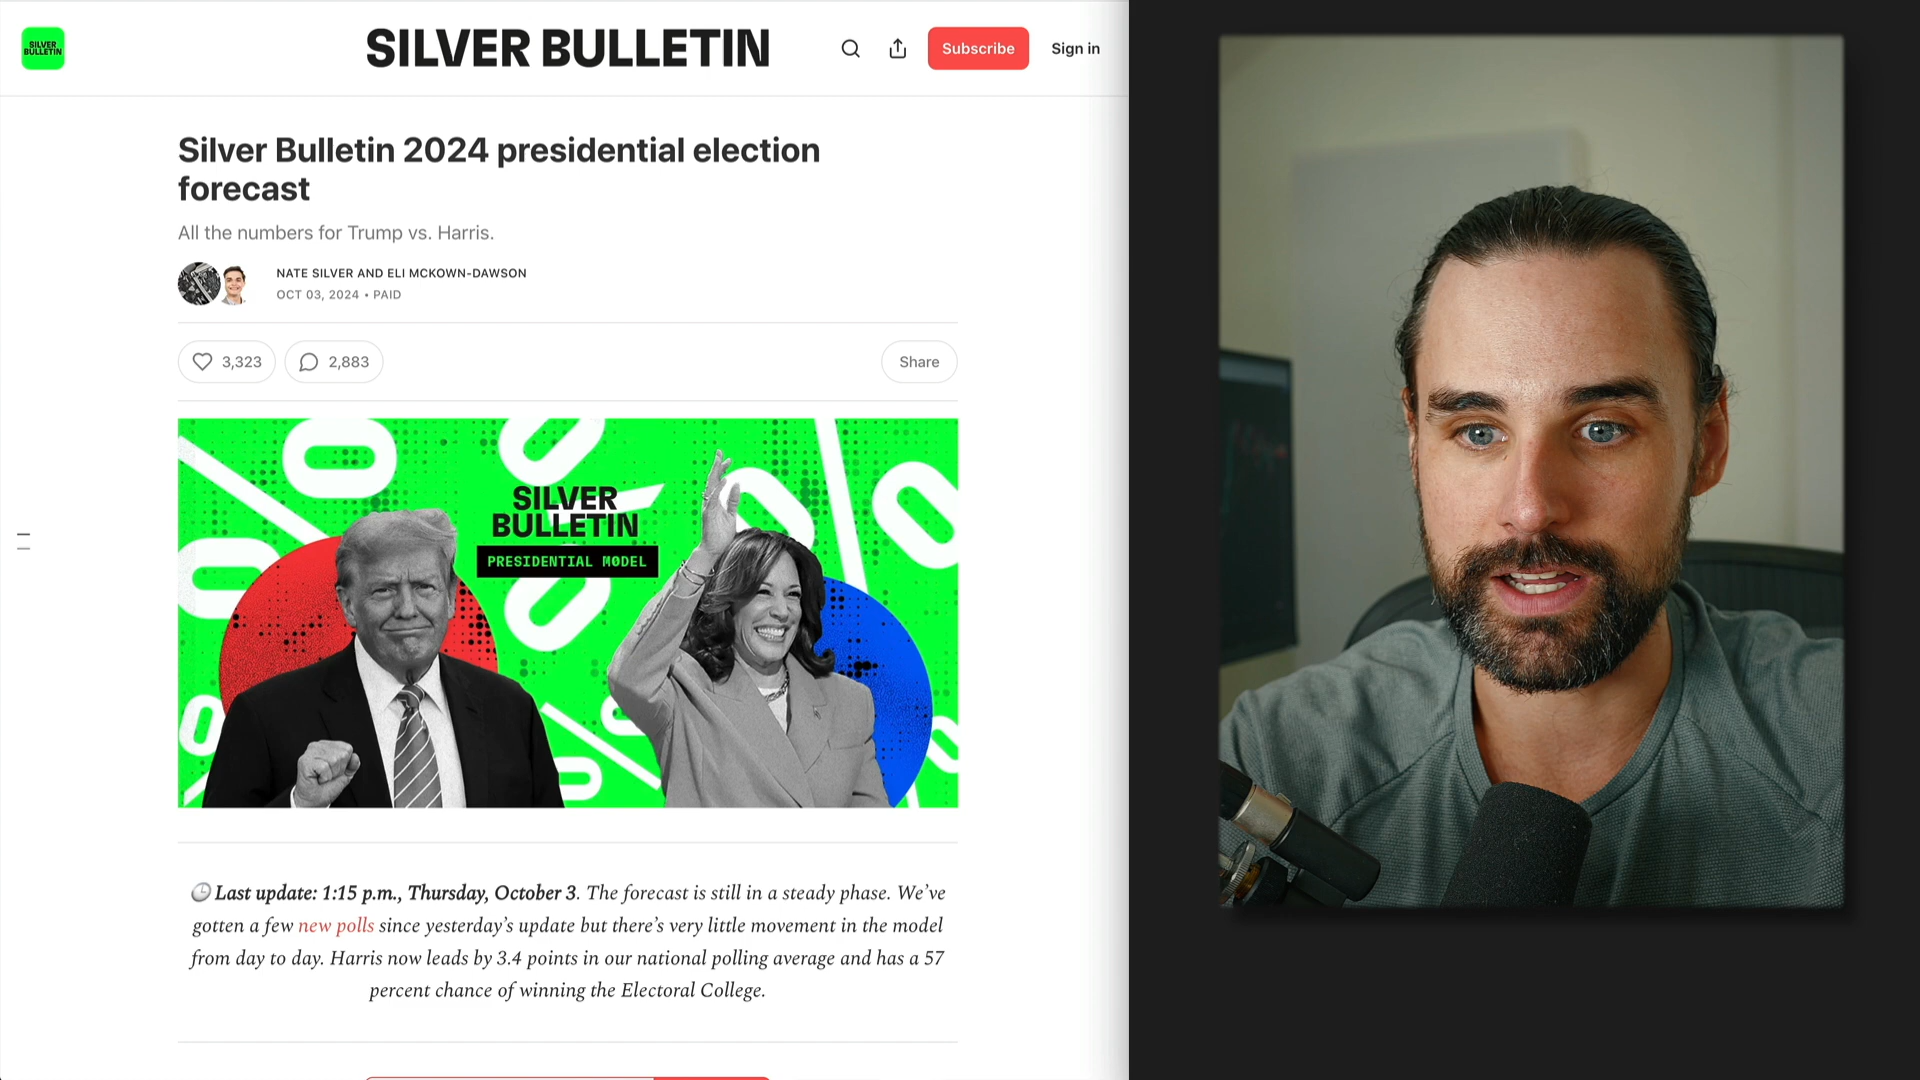 SILVER
BULLETIN
SILVER BULLETIN
Subscribe
Sign in
Silver Bulletin 2024 presidential election
forecast
All the numbers for Trump vs. Harris.
NATE SILVER AND ELI MCKOWN-DAWSON
OCT 03, 2024 • PAID
3,323
2,883
Share
SILVER
BULLETIN
PRESIDENTIAL MODEL
Last update: 1:15 p.m., Thursday, October 3. The forecast is still in a steady phase. We’ve
gotten a few new polls since yesterday’s update but there’s very little movement in the model
from day to day. Harris now leads by 3.4 points in our national polling average and has a 57
percent chance of winning the Electoral College.